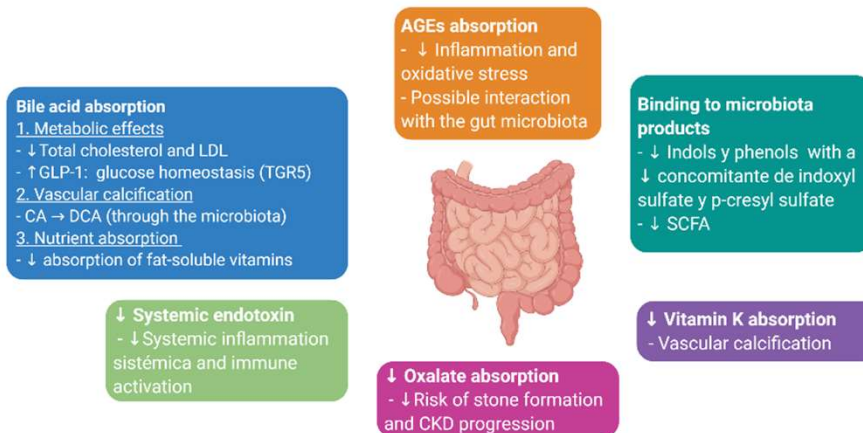 AGEs absorption
- ↓ Inflammation and
oxidative stress
- Possible interaction
with the gut microbiota
Bile acid absorption
1. Metabolic effects
- ↓Total cholesterol and LDL
- ↑GLP-1: glucose homeostasis (TGR5)
2. Vascular calcification
- CA → DCA (through the microbiota)
3. Nutrient absorption
- ↓ absorption of fat-soluble vitamins
Binding to microbiota
products
- ↓ Indols y phenols with a
↓ concomitante de indoxyl
sulfate y p-cresyl sulfate
- ↓ SCFA
↓ Systemic endotoxin
- ↓Systemic inflammation
sistémica and immune
activation
↓ Vitamin K absorption
- Vascular calcification
↓ Oxalate absorption
- ↓Risk of stone formation
and CKD progression